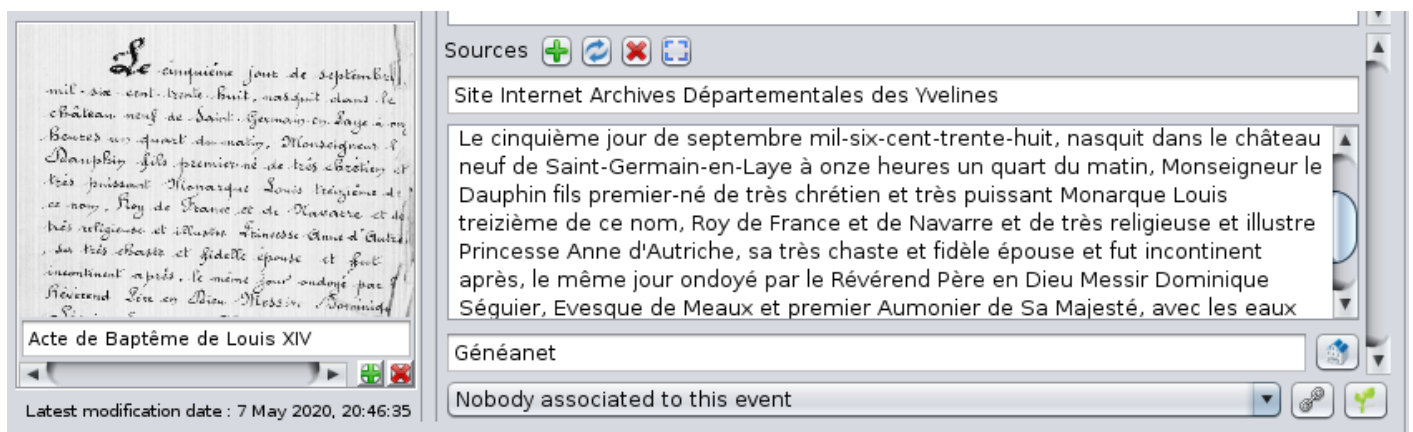 Le cinquième jour de septembre
mil-six-cent-trente-huit, nasquit dans le
château neuf de Saint-Germain-en-Laye à onz
heures un quart du matin, Monseigneur l
Dauphin fils premier-né de très chrétien et
très puissant Monarque Louis treizième d
ce nom, Roy de France et de Navarre et de
très religieuse et illustre Princesse Anne d'Autri
, sa très chaste et fidelle épouse et fut
incontinent après, le même jour ondoyé par l
Révérend Père en Dieu Messire Dominiq
Acte de Baptême de Louis XIV
Latest modification date : 7 May 2020, 20:46:35
Sources
Site Internet Archives Départementales des Yvelines
Le cinquième jour de septembre mil-six-cent-trente-huit, nasquit dans le château
neuf de Saint-Germain-en-Laye à onze heures un quart du matin, Monseigneur le
Dauphin fils premier-né de très chrétien et très puissant Monarque Louis
treizième de ce nom, Roy de France et de Navarre et de très religieuse et illustre
Princesse Anne d'Autriche, sa très chaste et fidèle épouse et fut incontinent
après, le même jour ondoyé par le Révérend Père en Dieu Messir Dominique
Séguier, Evesque de Meaux et premier Aumonier de Sa Majesté, avec les eaux
Généanet
Nobody associated to this event